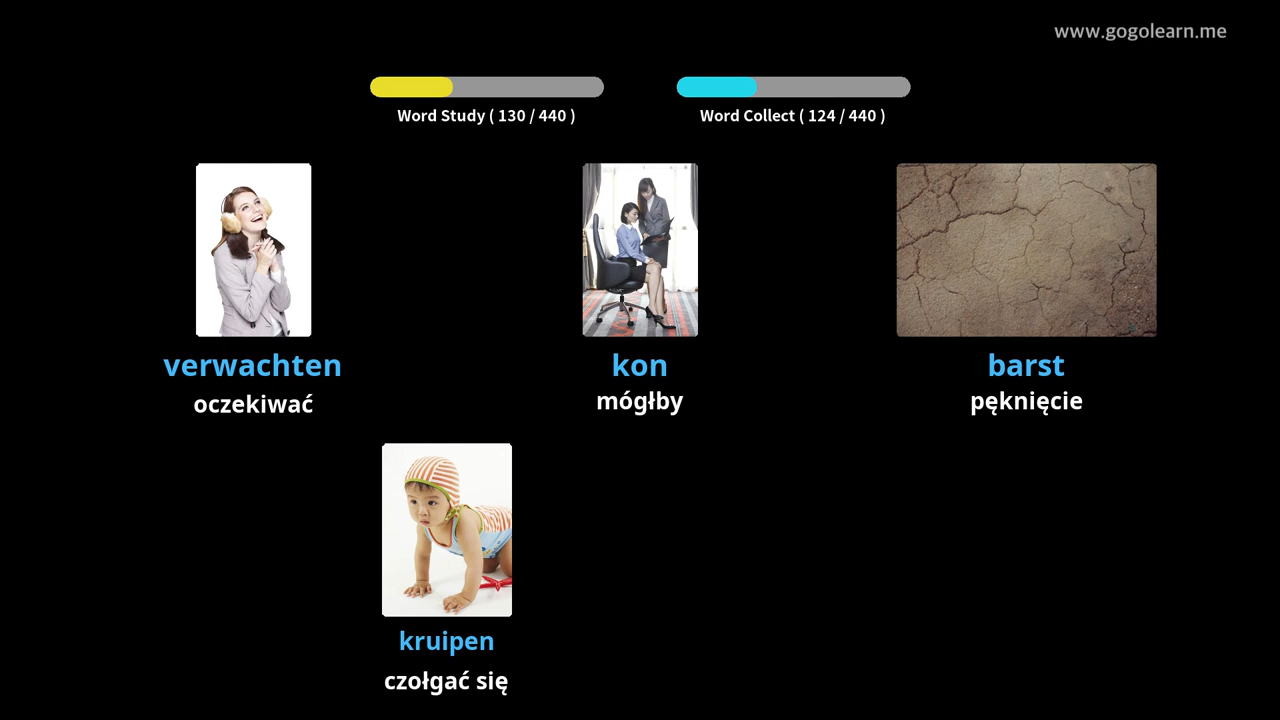 www.gogolearn.me
Word Study ( 130 / 440 )
Word Collect ( 124 / 440 )
verwachten
oczekiwać
kon
mógłby
barst
pęknięcie
kruipen
czołgać się